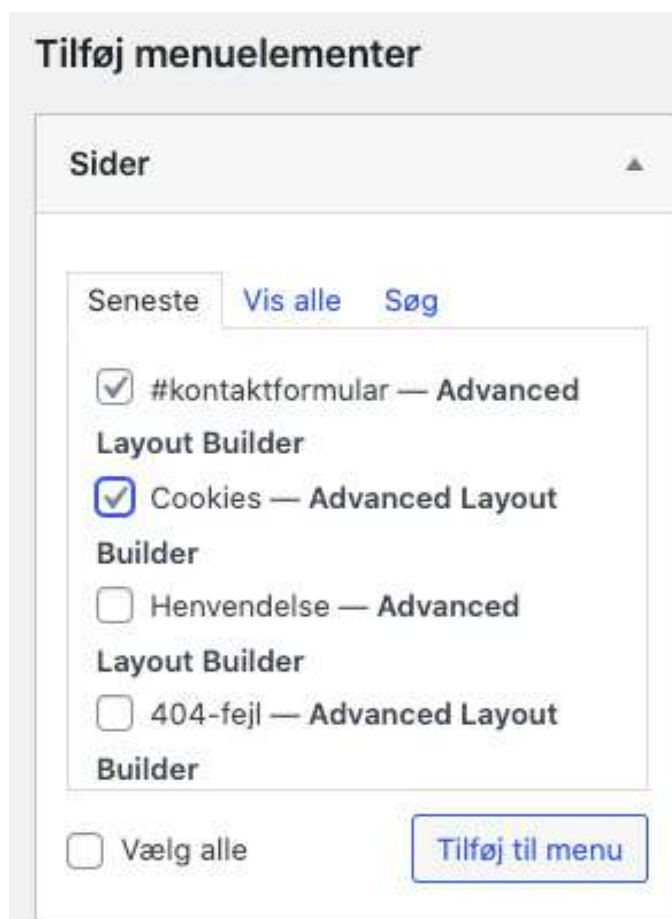 Tilføj menuelementer
Sider
Seneste Vis alle Søg
#kontaktformular — Advanced
Layout Builder
Cookies — Advanced Layout
Builder
Henvendelse — Advanced
Layout Builder
404-fejl — Advanced Layout
Builder
Vælg alle Tilføj til menu